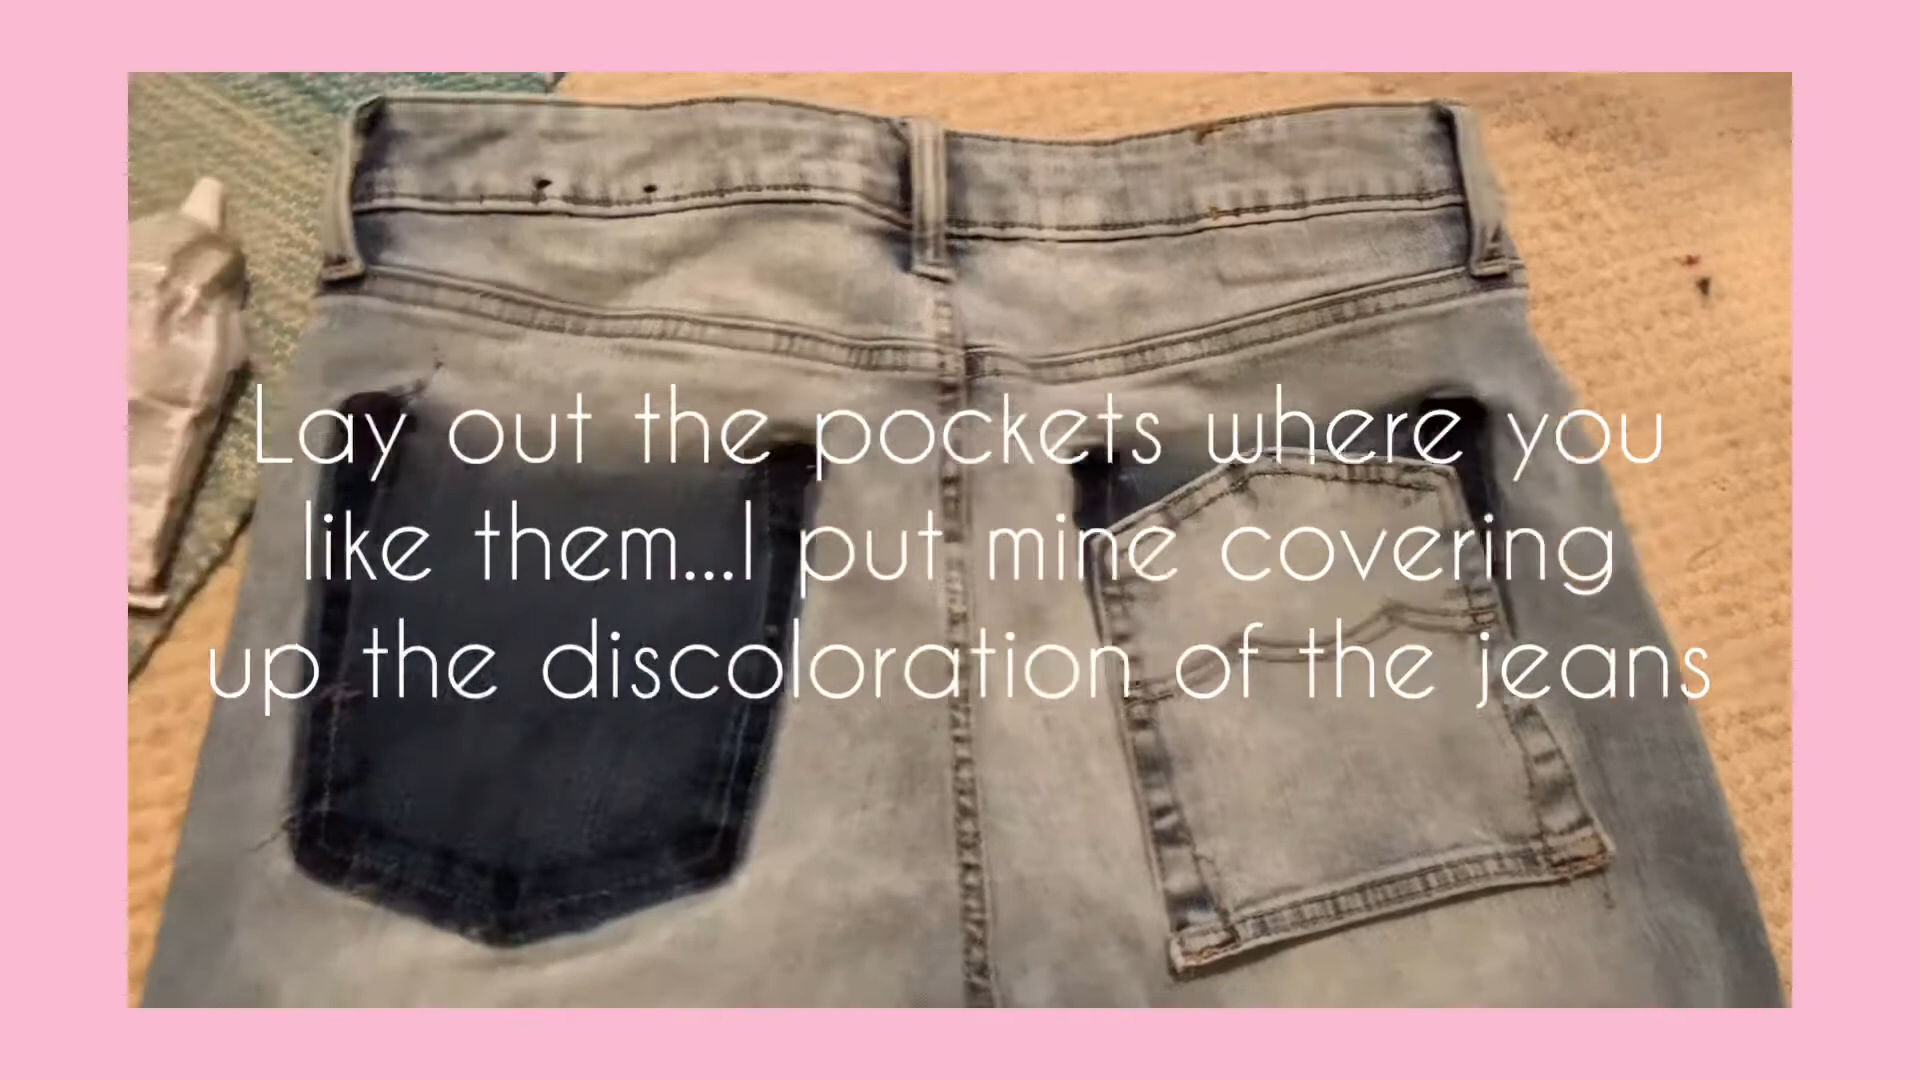 Lay out the pockets where you
like them...I put mine covering
up the discoloration of the jeans